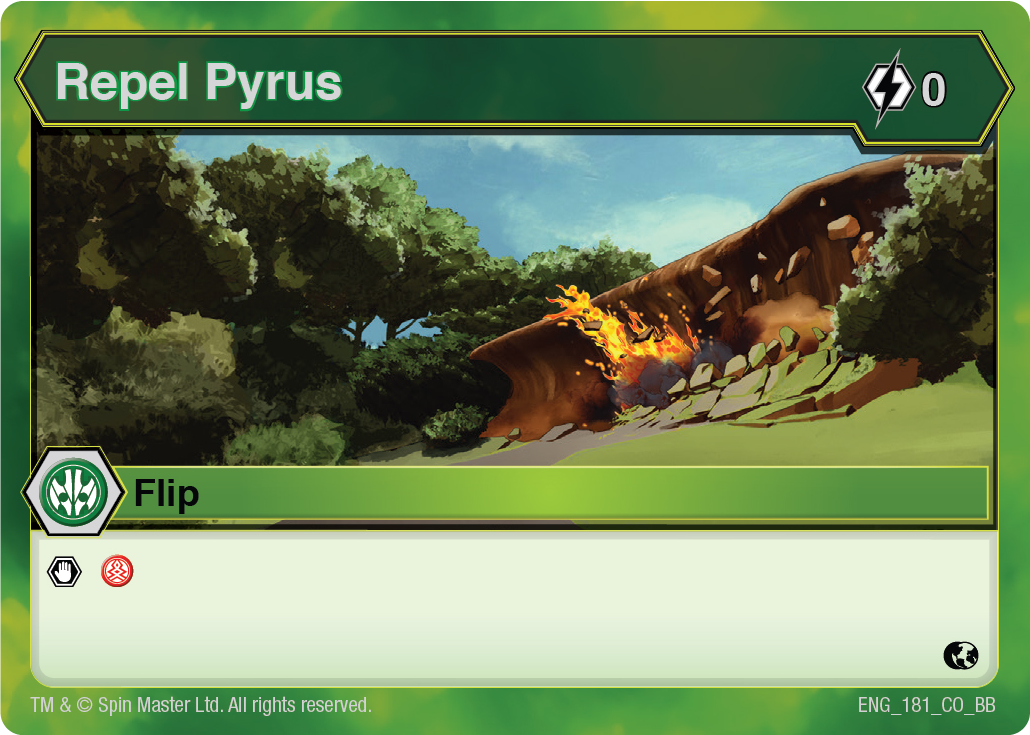 Repel Pyrus
0
Flip
TM & © Spin Master Ltd. All rights reserved.
ENG_181_CO_BB